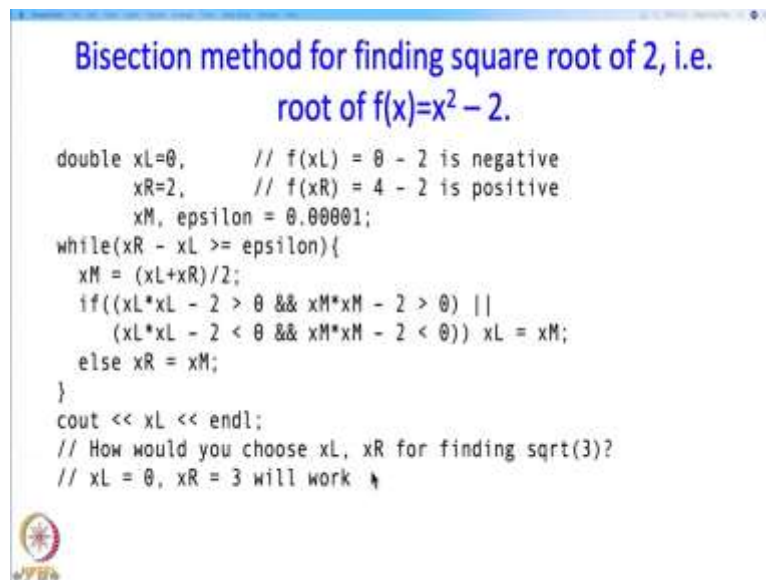 Bisection method for finding square root of 2, i.e.
root of f(x)=x² – 2.
double xL=0, // f(xL) = 0 - 2 is negative
xR=2, // f(xR) = 4 - 2 is positive
xM, epsilon = 0.00001;
while(xR - xL >= epsilon){
xM = (xL+xR)/2;
if((xL*xL - 2 > 0 && xM*xM - 2 > 0) ||
(xL*xL - 2 < 0 && xM*xM - 2 < 0)) xL = xM;
else xR = xM;
}
cout << xL << endl;
// How would you choose xL, xR for finding sqrt(3)?
// xL = 0, xR = 3 will work